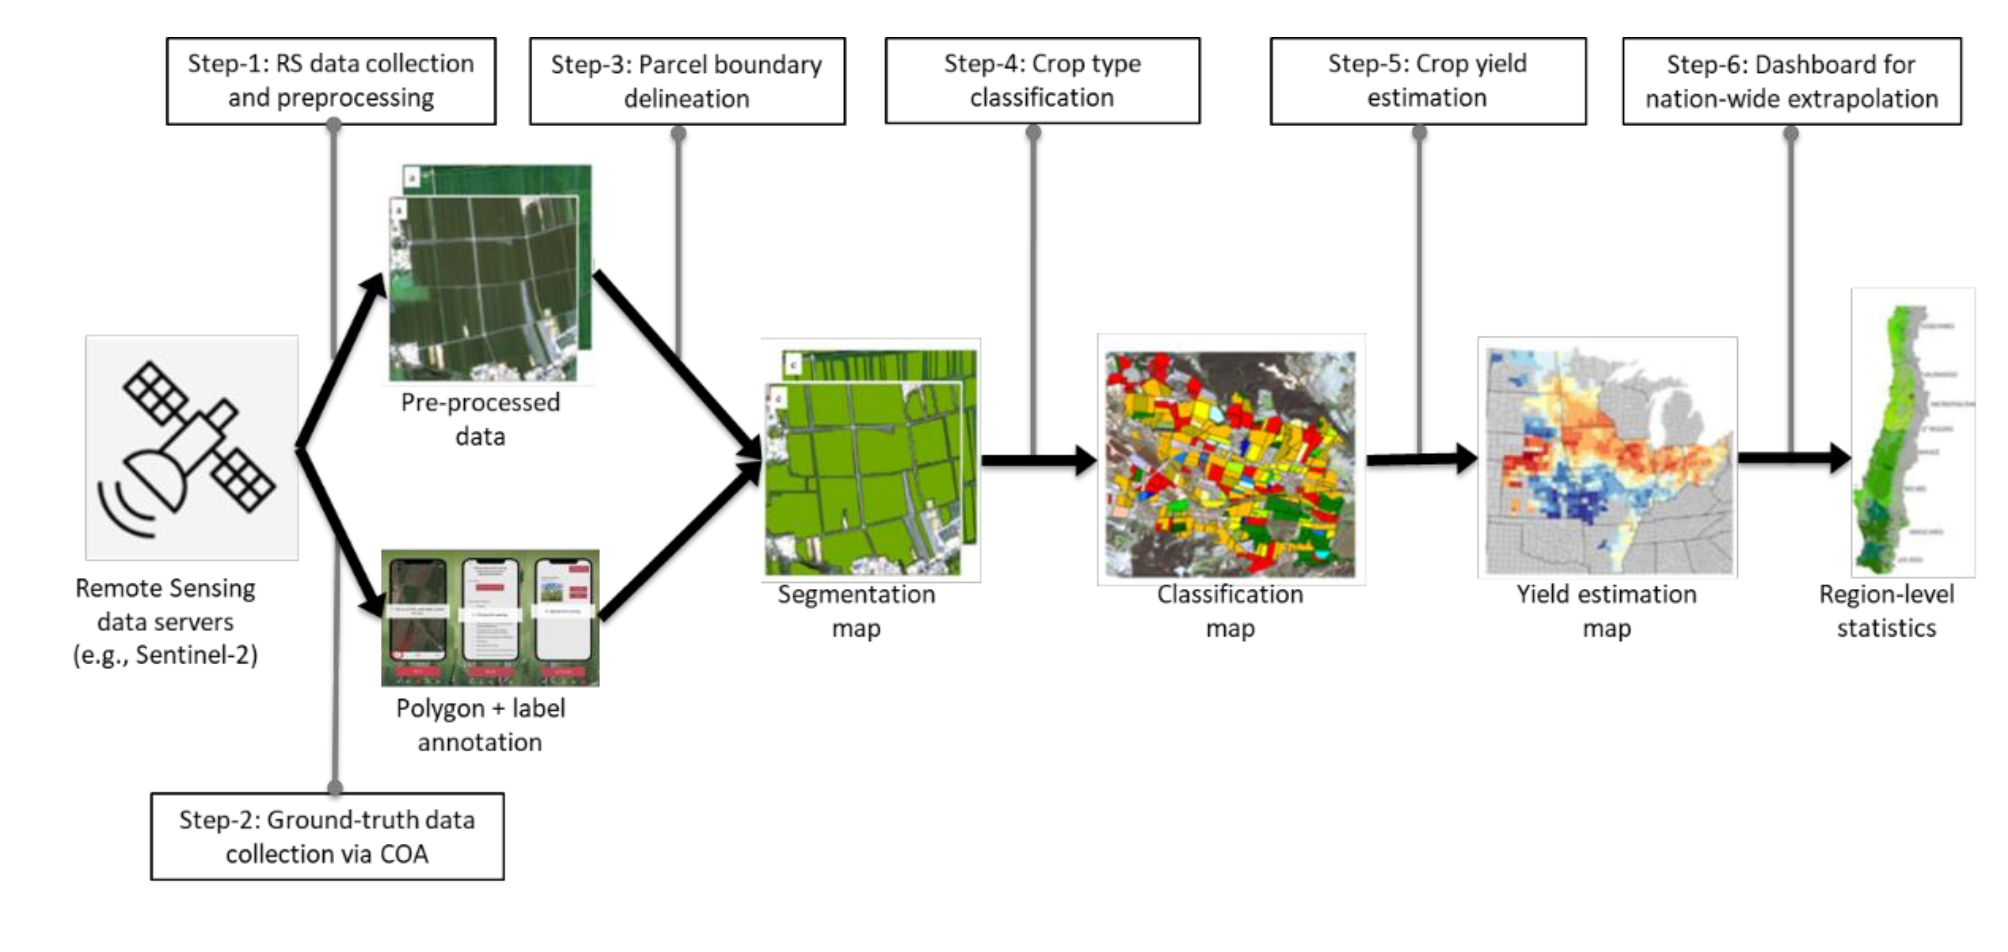 Step-1: RS data collection
and preprocessing
Step-3: Parcel boundary
delineation
Step-4: Crop type
classification
Step-5: Crop yield
estimation
Step-6: Dashboard for
nation-wide extrapolation
a
Pre-processed
data
Remote Sensing
data servers
(e.g., Sentinel-2)
Polygon + label
annotation
c
Segmentation
map
Classification
map
Yield estimation
map
Region-level
statistics
Step-2: Ground-truth data
collection via COA